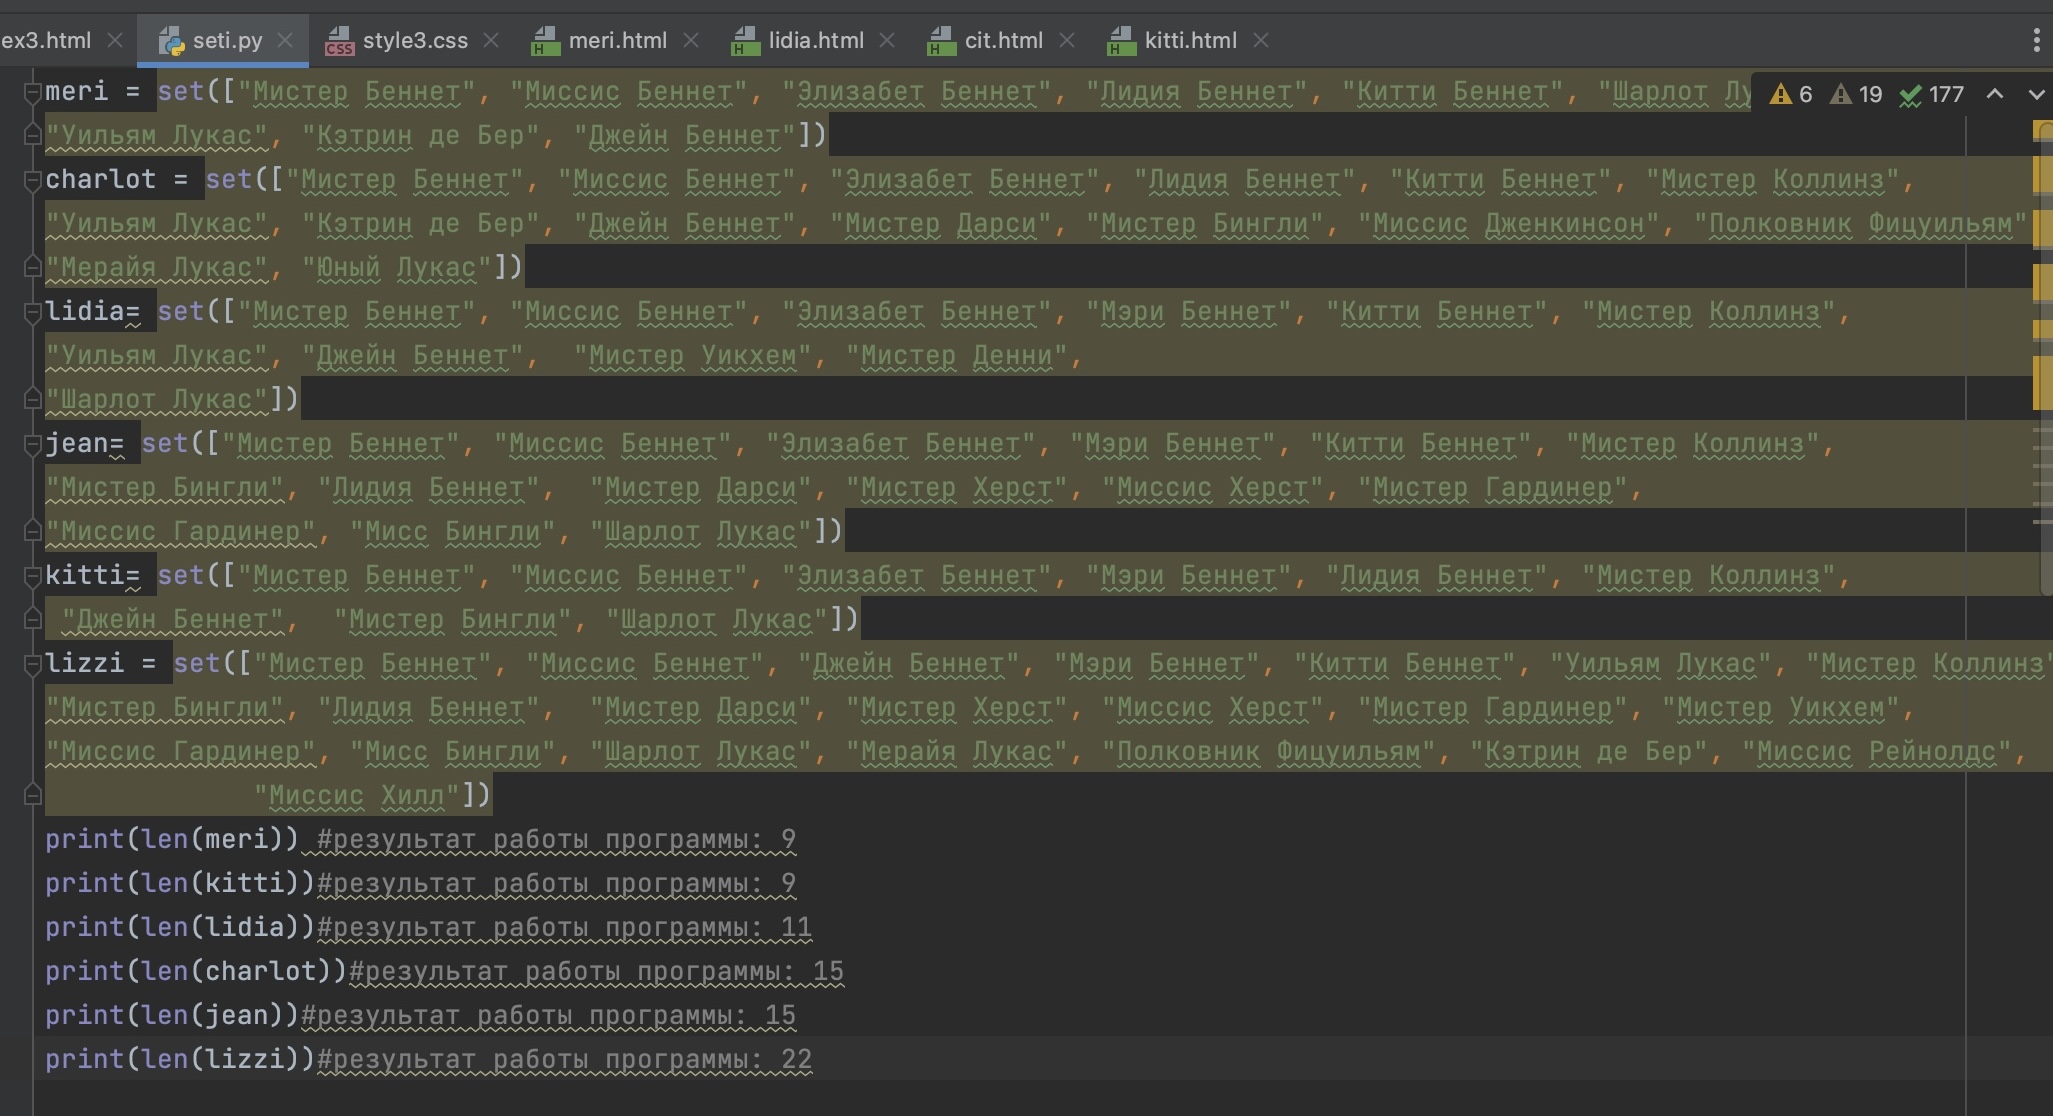 ex3.html seti.py style3.css meri.html lidia.html cit.html kitti.html
meri = set(["Мистер Беннет", "Миссис Беннет", "Элизабет Беннет", "Лидия Беннет", "Китти Беннет", "Шарлот Лу 6 19 177
"Уильям Лукас", "Кэтрин де Бер", "Джейн Беннет"])
charlot = set(["Мистер Беннет", "Миссис Беннет", "Элизабет Беннет", "Лидия Беннет", "Китти Беннет", "Мистер Коллинз",
"Уильям Лукас", "Кэтрин де Бер", "Джейн Беннет", "Мистер Дарси", "Мистер Бингли", "Миссис Дженкинсон", "Полковник Фицуильям"
"Мерайя Лукас", "Юный Лукас"])
lidia= set(["Мистер Беннет", "Миссис Беннет", "Элизабет Беннет", "Мэри Беннет", "Китти Беннет", "Мистер Коллинз",
"Уильям Лукас", "Джейн Беннет",  "Мистер Уикхем", "Мистер Денни",
"Шарлот Лукас"])
jean= set(["Мистер Беннет", "Миссис Беннет", "Элизабет Беннет", "Мэри Беннет", "Китти Беннет", "Мистер Коллинз",
"Мистер Бингли", "Лидия Беннет",  "Мистер Дарси", "Мистер Херст", "Миссис Херст", "Мистер Гардинер",
"Миссис Гардинер", "Мисс Бингли", "Шарлот Лукас"])
kitti= set(["Мистер Беннет", "Миссис Беннет", "Элизабет Беннет", "Мэри Беннет", "Лидия Беннет", "Мистер Коллинз",
"Джейн Беннет",  "Мистер Бингли", "Шарлот Лукас"])
lizzi = set(["Мистер Беннет", "Миссис Беннет", "Джейн Беннет", "Мэри Беннет", "Китти Беннет", "Уильям Лукас", "Мистер Коллинз"
"Мистер Бингли", "Лидия Беннет",  "Мистер Дарси", "Мистер Херст", "Миссис Херст", "Мистер Гардинер", "Мистер Уикхем",
"Миссис Гардинер", "Мисс Бингли", "Шарлот Лукас", "Мерайя Лукас", "Полковник Фицуильям", "Кэтрин де Бер", "Миссис Рейнолдс",
"Миссис Хилл"])
print(len(meri)) #результат работы программы: 9
print(len(kitti))#результат работы программы: 9
print(len(lidia))#результат работы программы: 11
print(len(charlot))#результат работы программы: 15
print(len(jean))#результат работы программы: 15
print(len(lizzi))#результат работы программы: 22